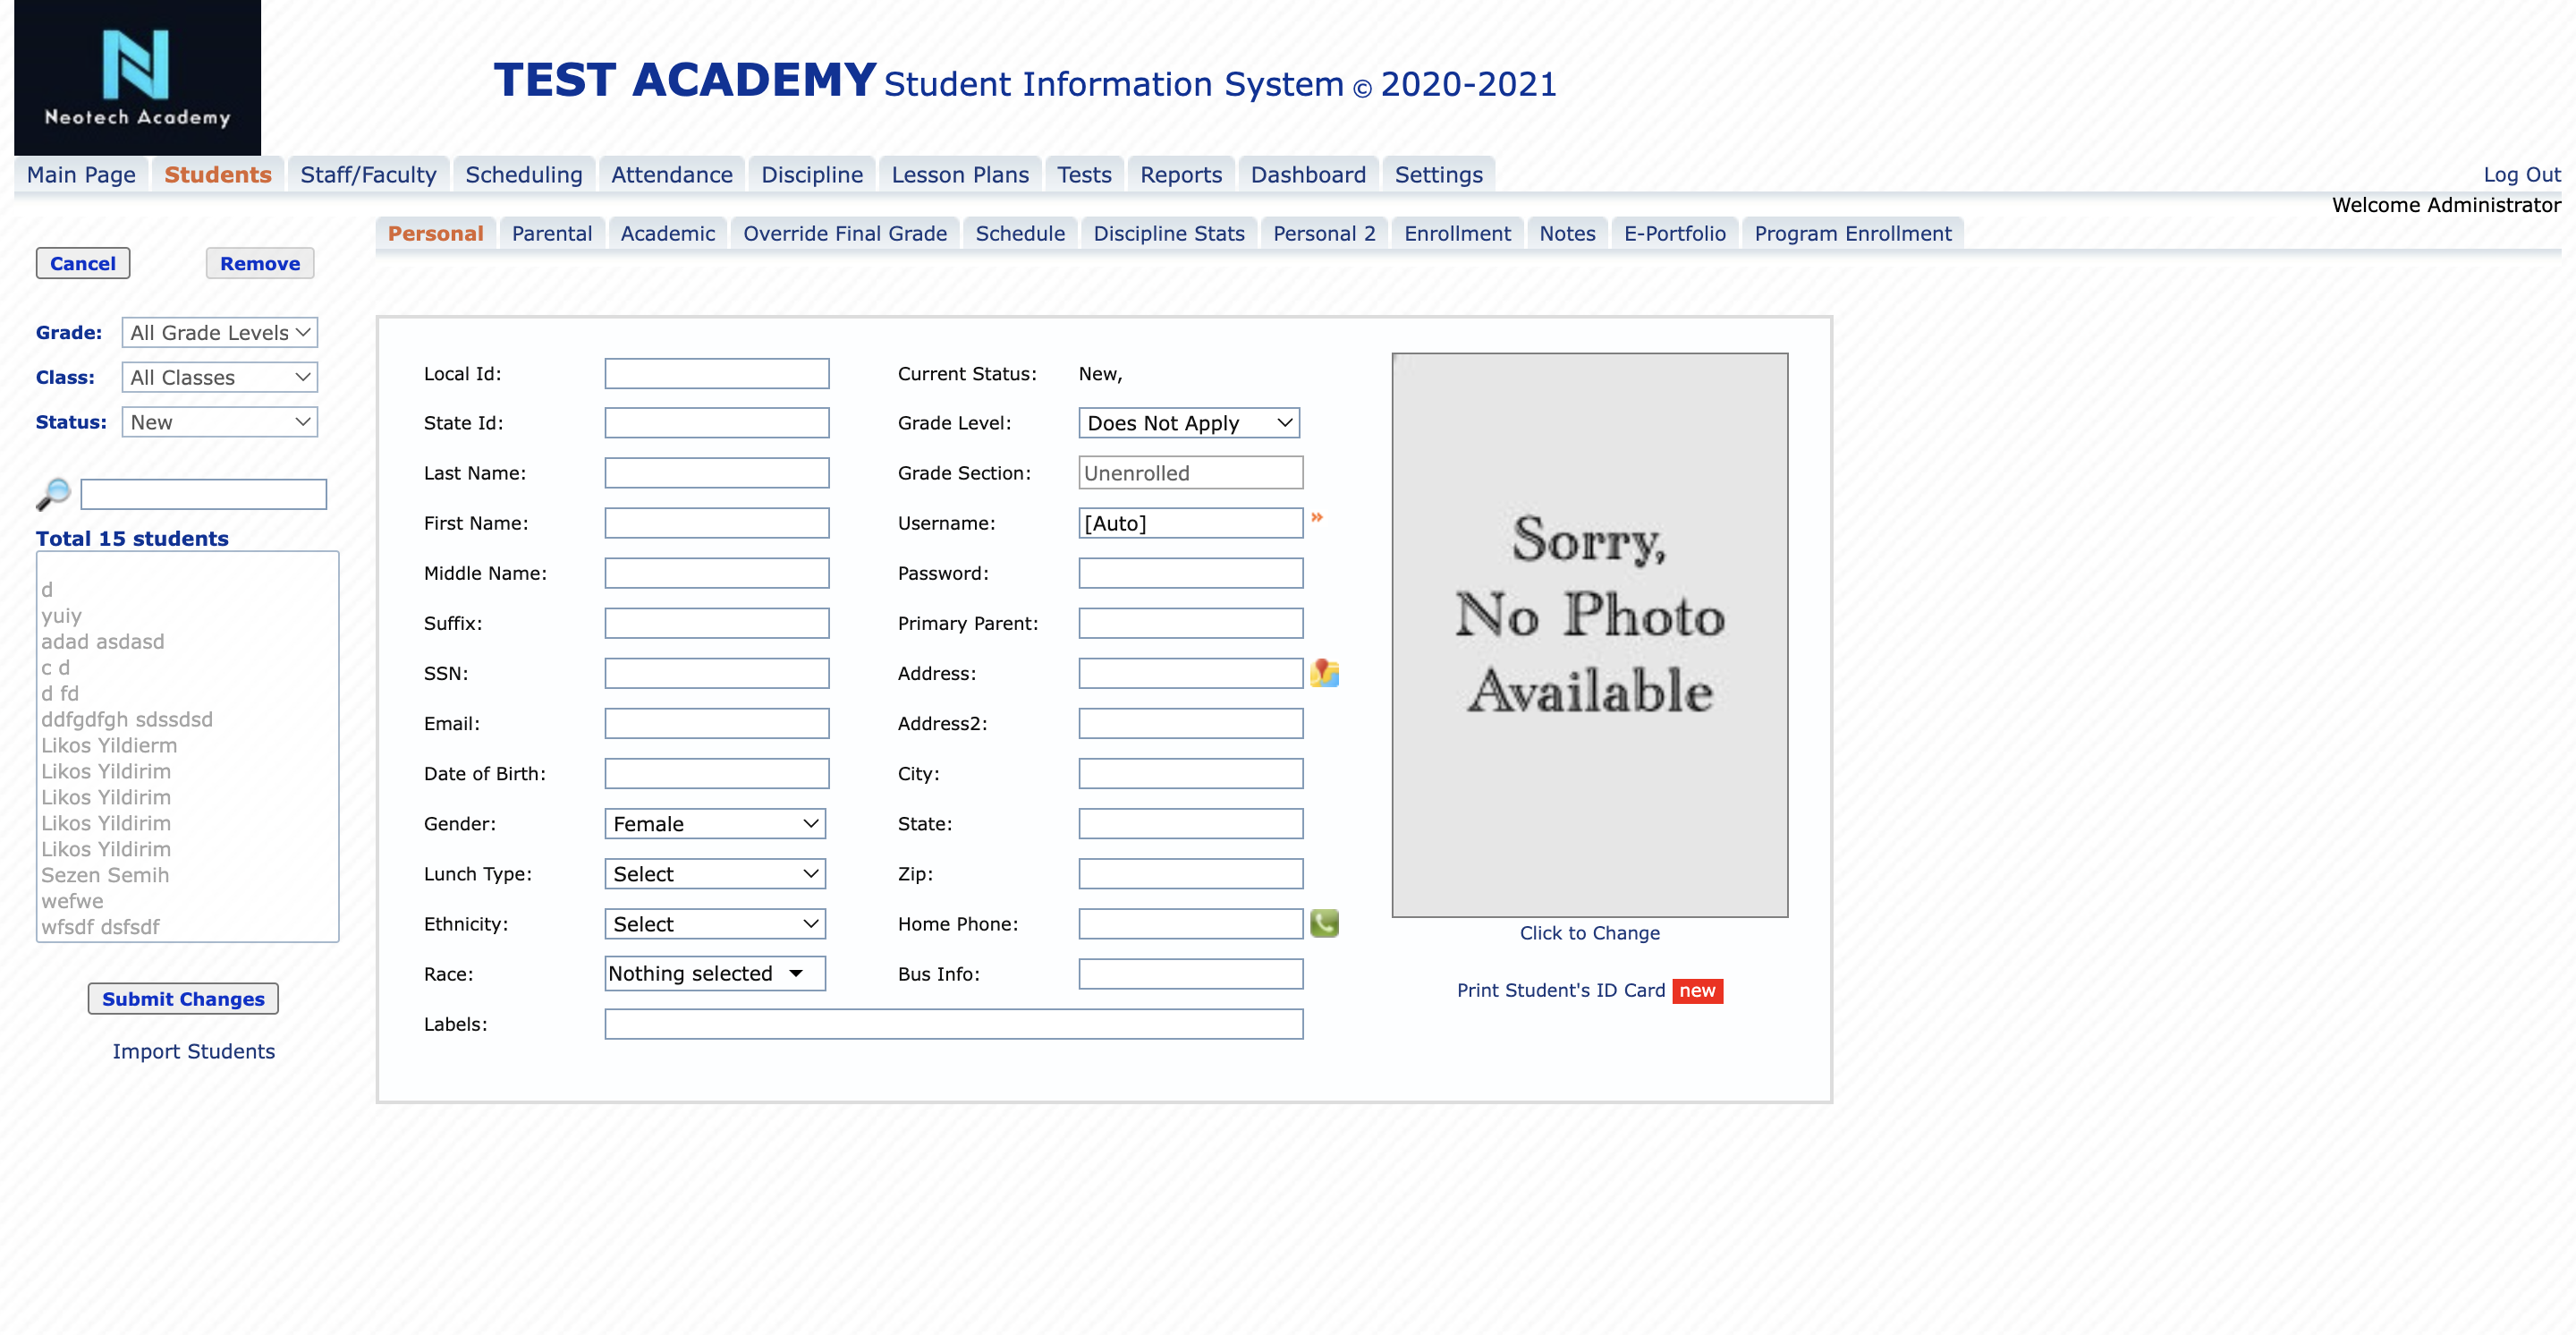 Neotech Academy
TEST ACADEMY Student Information System © 2020-2021
Main Page Students Staff/Faculty Scheduling Attendance Discipline Lesson Plans Tests Reports Dashboard Settings Log Out
Welcome Administrator
Personal Parental Academic Override Final Grade Schedule Discipline Stats Personal 2 Enrollment Notes E-Portfolio Program Enrollment
Cancel Remove
Grade: All Grade Levels
Class: All Classes
Status: New
Total 15 students
d
yuiy
adad asdasd
c d
d fd
ddfgdfgh sdssdsd
Likos Yildierm
Likos Yildirim
Likos Yildirim
Likos Yildirim
Likos Yildirim
Sezen Semih
wefwe
wfsdf dsfsdf
Submit Changes
Import Students
Local Id: Current Status: New,
State Id: Grade Level: Does Not Apply
Last Name: Grade Section: Unenrolled
First Name: Username: [Auto] »
Middle Name: Password:
Suffix: Primary Parent:
SSN: Address:
Email: Address2:
Date of Birth: City:
Gender: Female State:
Lunch Type: Select Zip:
Ethnicity: Select Home Phone:
Race: Nothing selected Bus Info:
Labels:
Sorry,
No Photo
Available
Click to Change
Print Student's ID Card new